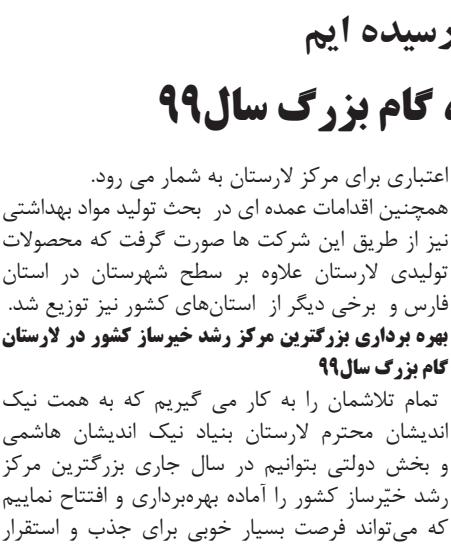 رسیده ایم
، گام بزرگ سال۹۹
اعتباری برای مرکز لارستان به شمار می رود.
همچنین اقدامات عمده ای در بحث تولید مواد بهداشتی
نیز از طریق این شرکت ها صورت گرفت که محصولات
تولیدی لارستان علاوه بر سطح شهرستان در استان
فارس و برخی دیگر از استان‌های کشور نیز توزیع شد.
بهره برداری بزرگترین مرکز رشد خیرساز کشور در لارستان
گام بزرگ سال۹۹
تمام تلاشمان را به کار می گیریم که به همت نیک
اندیشان محترم لارستان بنیاد نیک اندیشان هاشمی
و بخش دولتی بتوانیم در سال جاری بزرگترین مرکز
رشد خیّرساز کشور را آماده بهره‌برداری و افتتاح نماییم
که می‌تواند فرصت بسیار خوبی برای جذب و استقرار